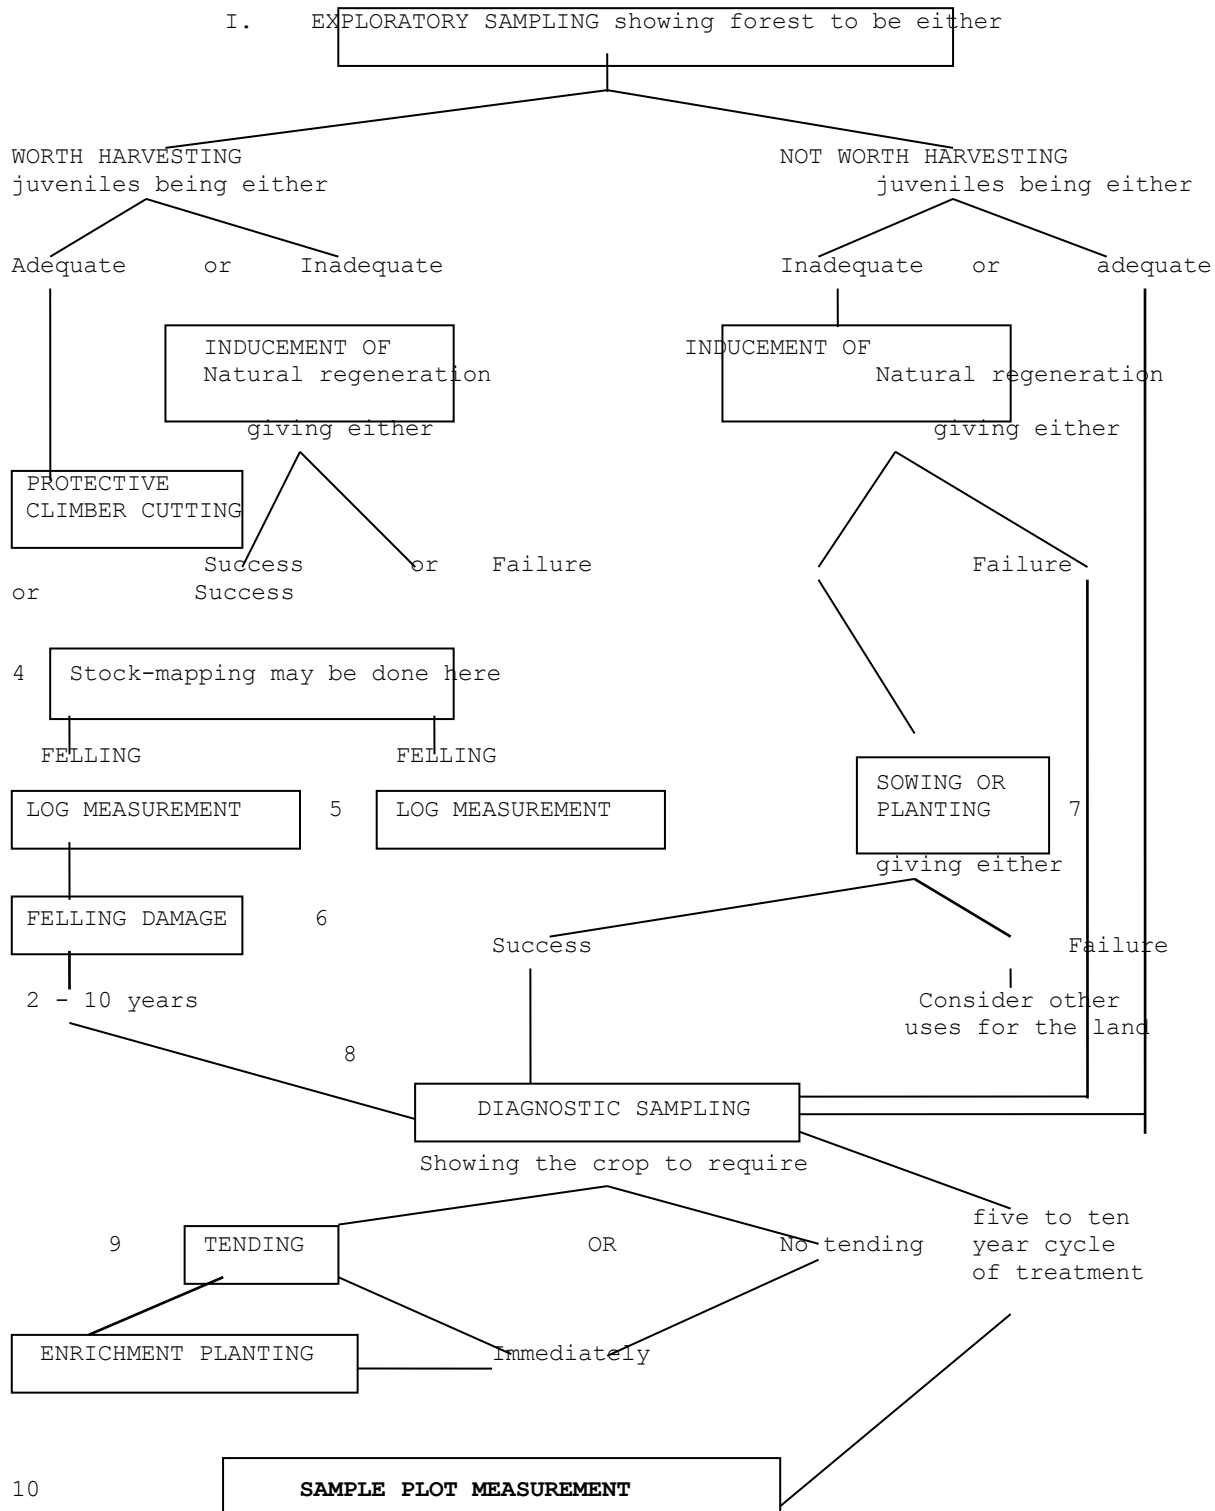 I. EXPLORATORY SAMPLING showing forest to be either
WORTH HARVESTING NOT WORTH HARVESTING
juveniles being either juveniles being either
Adequate or Inadequate Inadequate or adequate
INDUCEMENT OF INDUCEMENT OF
Natural regeneration Natural regeneration
giving either giving either
PROTECTIVE
CLIMBER CUTTING
Success or Failure Failure
or Success
4 Stock-mapping may be done here
FELLING FELLING
SOWING OR
LOG MEASUREMENT 5 LOG MEASUREMENT PLANTING 7
giving either
FELLING DAMAGE 6
Success Failure
2 - 10 years Consider other
uses for the land
8
DIAGNOSTIC SAMPLING
Showing the crop to require
five to ten
9 TENDING OR No tending year cycle
of treatment
ENRICHMENT PLANTING Immediately
10 SAMPLE PLOT MEASUREMENT